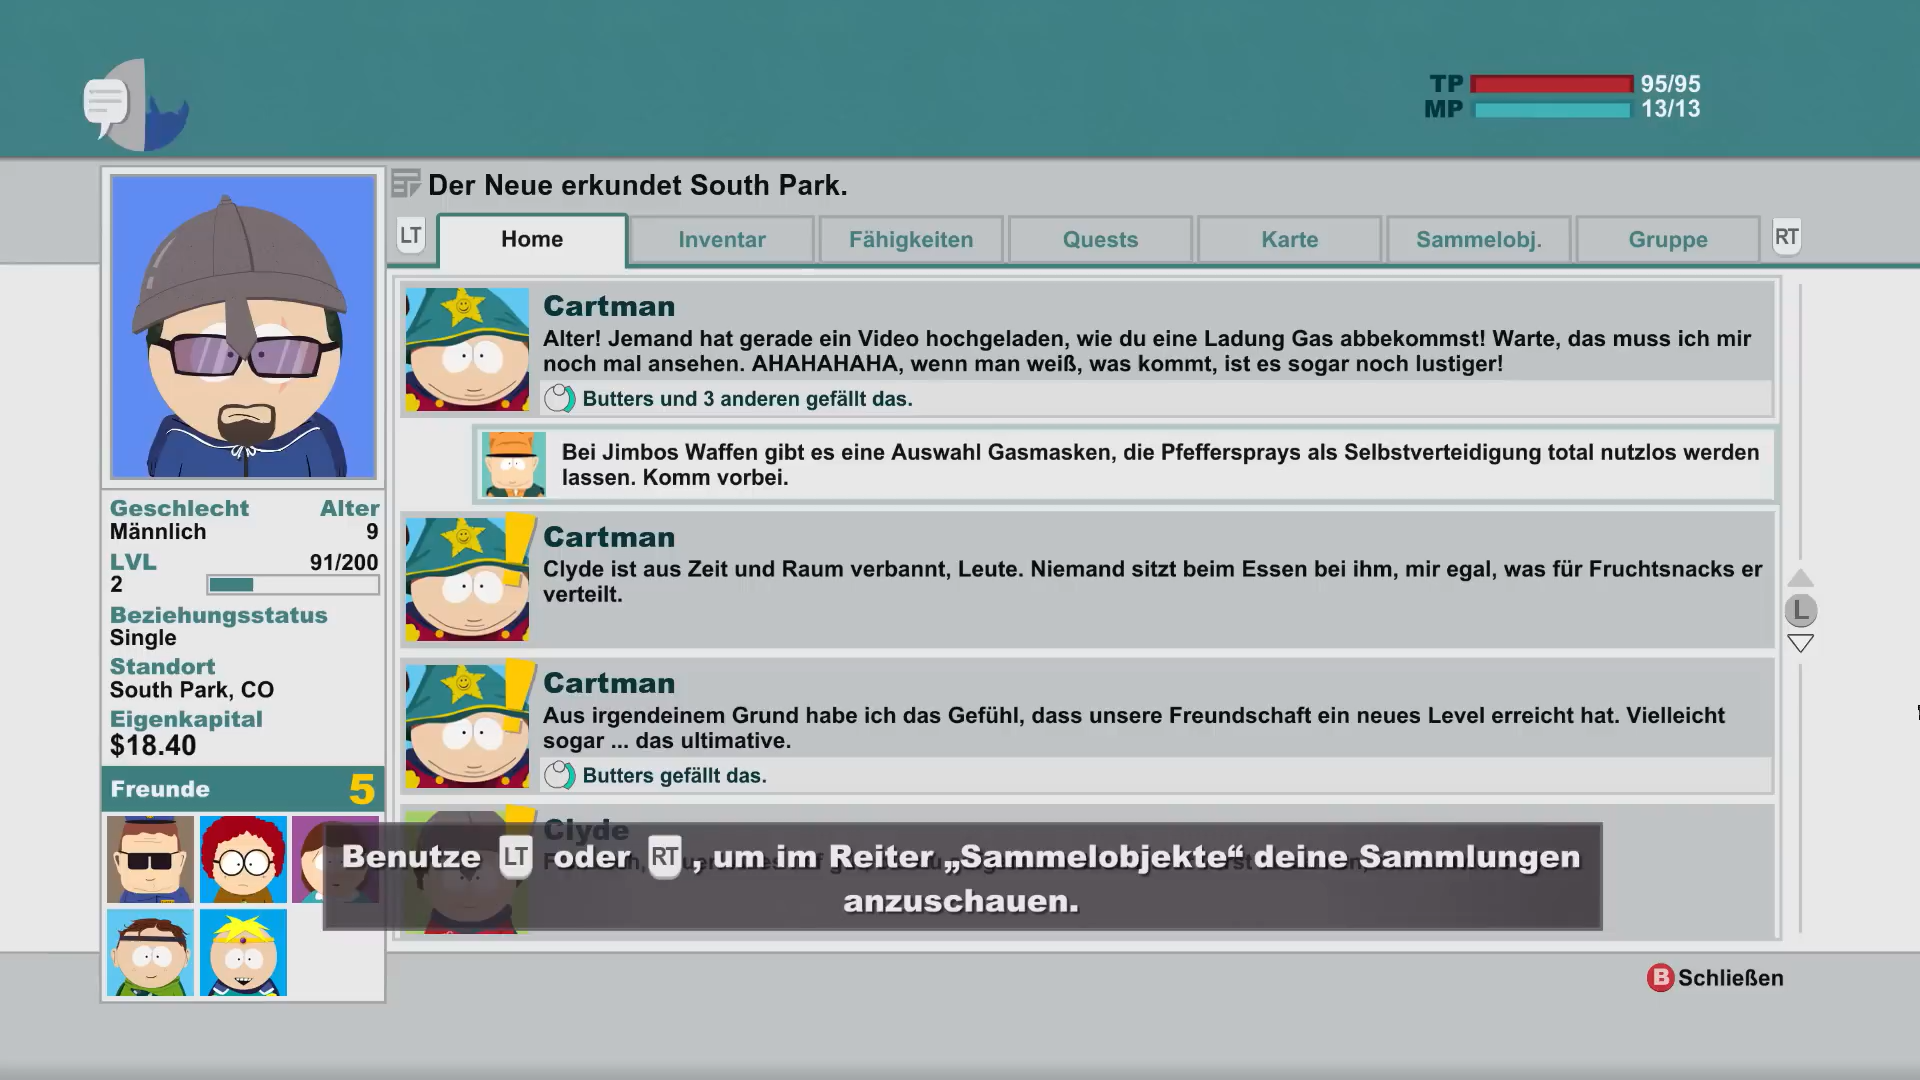 TP 95/95
MP 13/13
Der Neue erkundet South Park.
LT Home Inventar Fähigkeiten Quests Karte Sammelobj. Gruppe RT
Cartman
Alter! Jemand hat gerade ein Video hochgeladen, wie du eine Ladung Gas abbekommst! Warte, das muss ich mir
noch mal ansehen. AHAHAHAHA, wenn man weiß, was kommt, ist es sogar noch lustiger!
Butters und 3 anderen gefällt das.
Bei Jimbos Waffen gibt es eine Auswahl Gasmasken, die Pfeffersprays als Selbstverteidigung total nutzlos werden
lassen. Komm vorbei.
Cartman
Clyde ist aus Zeit und Raum verbannt, Leute. Niemand sitzt beim Essen bei ihm, mir egal, was für Fruchtsnacks er
verteilt.
Cartman
Aus irgendeinem Grund habe ich das Gefühl, dass unsere Freundschaft ein neues Level erreicht hat. Vielleicht
sogar ... das ultimative.
Butters gefällt das.
Clyde
L
Geschlecht Alter
Männlich 9
LVL 91/200
2
Beziehungsstatus
Single
Standort
South Park, CO
Eigenkapital
$18.40
Freunde 5
Benutze LT oder RT, um im Reiter „Sammelobjekte“ deine Sammlungen
anzuschauen.
B Schließen